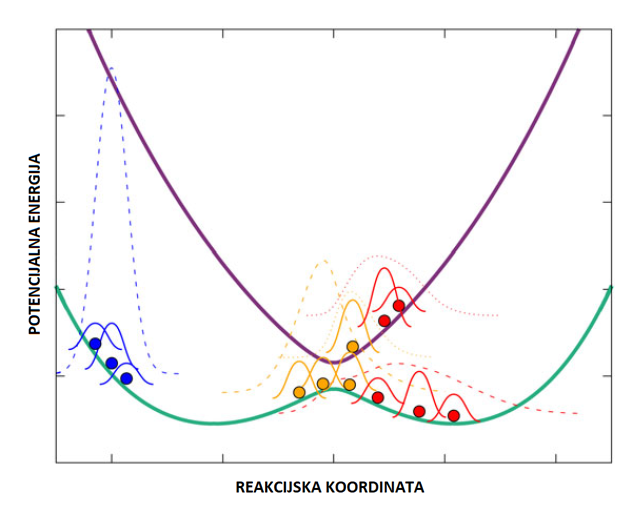 POTENCIJALNA ENERGIJA
REAKCIJSKA KOORDINATA